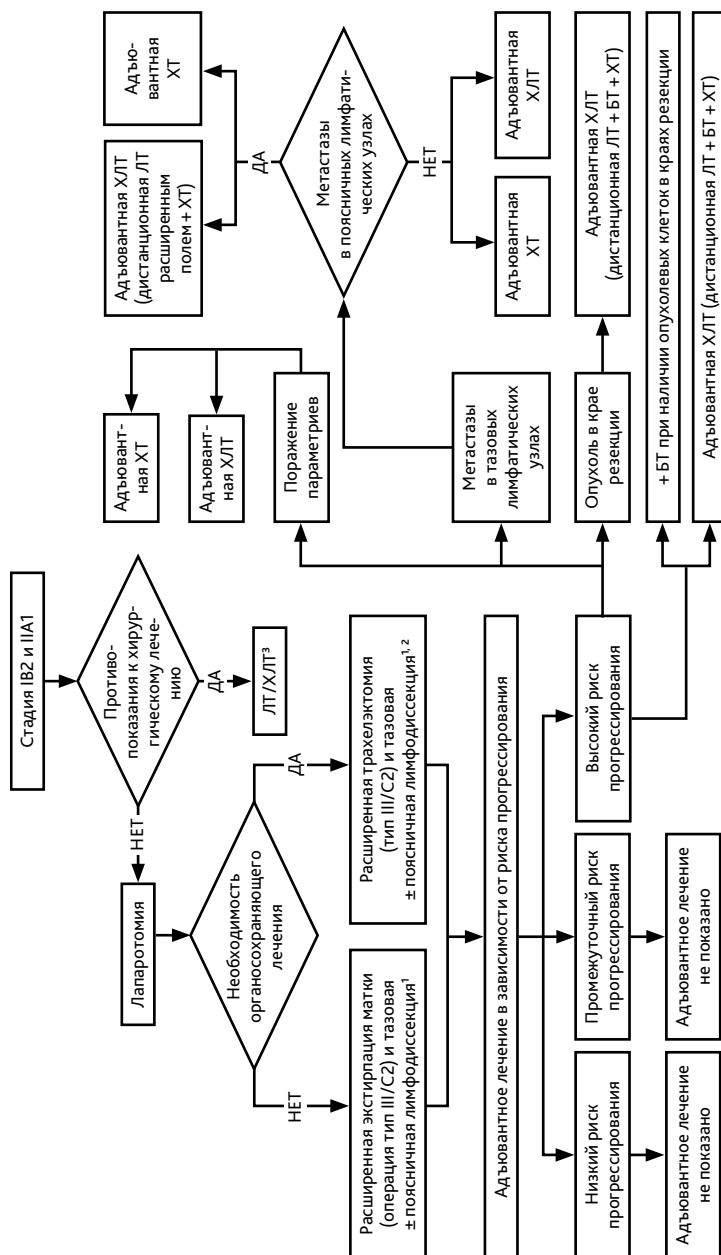 Стадия IB2 и IIA1
Противо-
показания к хирур-
гическому лече-
нию
НЕТ
ДА
ЛТ/ХЛТ³
Лапаротомия
Необходимость
органосохраняющего
лечения
НЕТ
ДА
Расширенная экстирпация матки
(операция тип III/C2) и тазовая
± поясничная лимфодиссекция¹
Расширенная трахелэктомия
(тип III/C2) и тазовая
± поясничная лимфодиссекция¹˒ ²
Адъювантное лечение в зависимости от риска прогрессирования
Низкий риск
прогрессирования
Промежуточный риск
прогрессирования
Высокий риск
прогрессирования
Адъювантное лечение
не показано
Адъювантное лечение
не показано
Адъювант-
ная ХТ
Адъювант-
ная ХЛТ
Поражение
параметриев
Метастазы
в тазовых
лимфатических
узлах
Опухоль в крае
резекции
Адъювантная ХЛТ
(дистанционная ЛТ
расширенным
полем + ХТ)
Адъю-
вантная
ХТ
ДА
Метастазы
в поясничных лимфати-
ческих узлах
НЕТ
Адъювантная
ХТ
Адъювантная
ХЛТ
Адъювантная ХЛТ
(дистанционная ЛТ + БТ + ХТ)
+ БТ при наличии опухолевых клеток в краях резекции
Адъювантная ХЛТ (дистанционная ЛТ + БТ + ХТ)